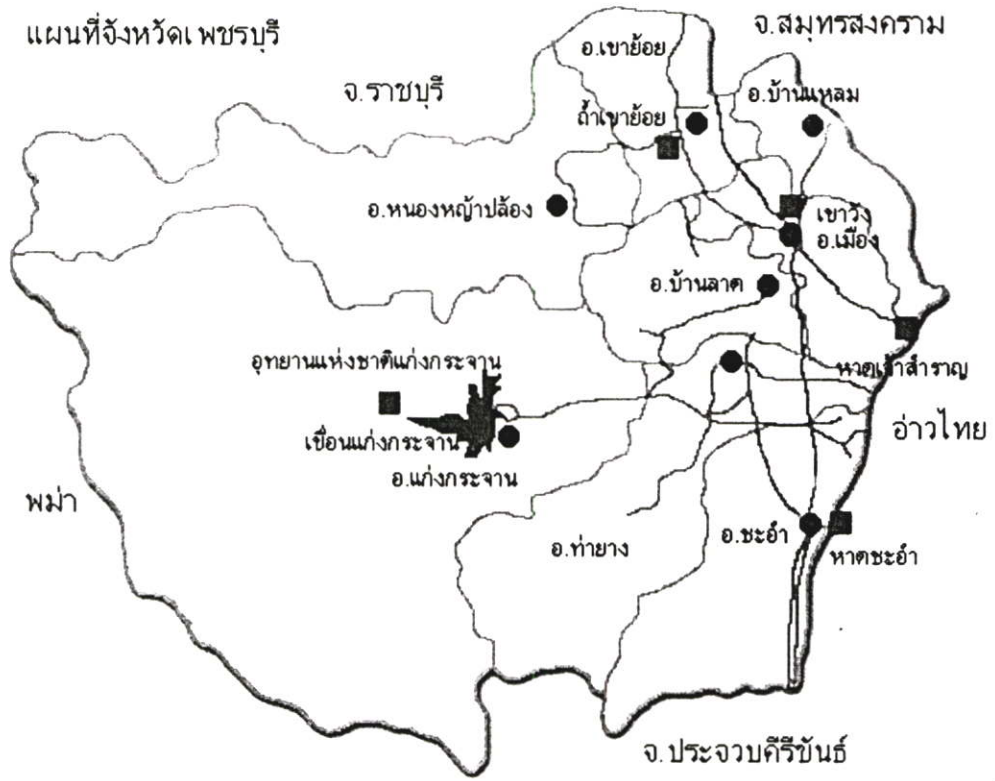 แผนที่จังหวัดเพชรบุรี
จ.สมุทรสงคราม
อ.เขาย้อย
จ.ราชบุรี
อ.บ้านแหลม
ถ้ำเขาย้อย
อ.หนองหญ้าปล้อง
เขาวัง
อ.เมือง
อ.บ้านลาด
อุทยานแห่งชาติแก่งกระจาน
หาดเจ้าสำราญ
อ่าวไทย
เขื่อนแก่งกระจาน
อ.แก่งกระจาน
พม่า
อ.ท่ายาง
อ.ชะอำ
หาดชะอำ
จ.ประจวบคีรีขันธ์